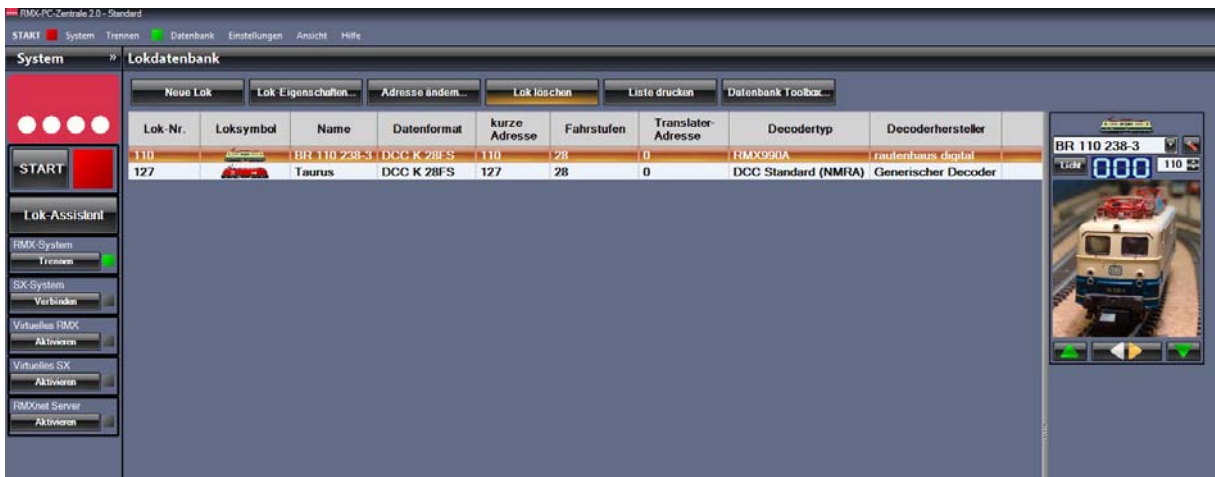 RMX-PC-Zentrale 2.0 - Standard
START System Trennen Datenbank Einstellungen Ansicht Hilfe
System »
Lokdatenbank
Neue Lok Lok-Eigenschaften... Adresse ändern... Lok löschen Liste drucken Datenbank Toolbox...
Lok-Nr. Loksymbol Name Datenformat kurze Adresse Fahrstufen Translater-Adresse Decodertyp Decoderhersteller
110 BR 110 238-3 DCC K 28FS 110 28 0 RMX990A rautenhaus digital
127 Taurus DCC K 28FS 127 28 0 DCC Standard (NMRA) Generischer Decoder
START
Lok-Assistent
RMX-System
Trennen
SX-System
Verbinden
Virtuelles RMX
Aktivieren
Virtuelles SX
Aktivieren
RMXnet Server
Aktivieren
BR 110 238-3
Licht 000 110